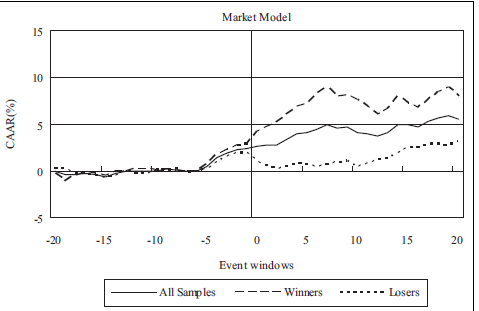 Market Model
CAAR(%)
15
10
5
0
-5
-20 -15 -10 -5 0 5 10 15 20
Event windows
All Samples Winners Losers